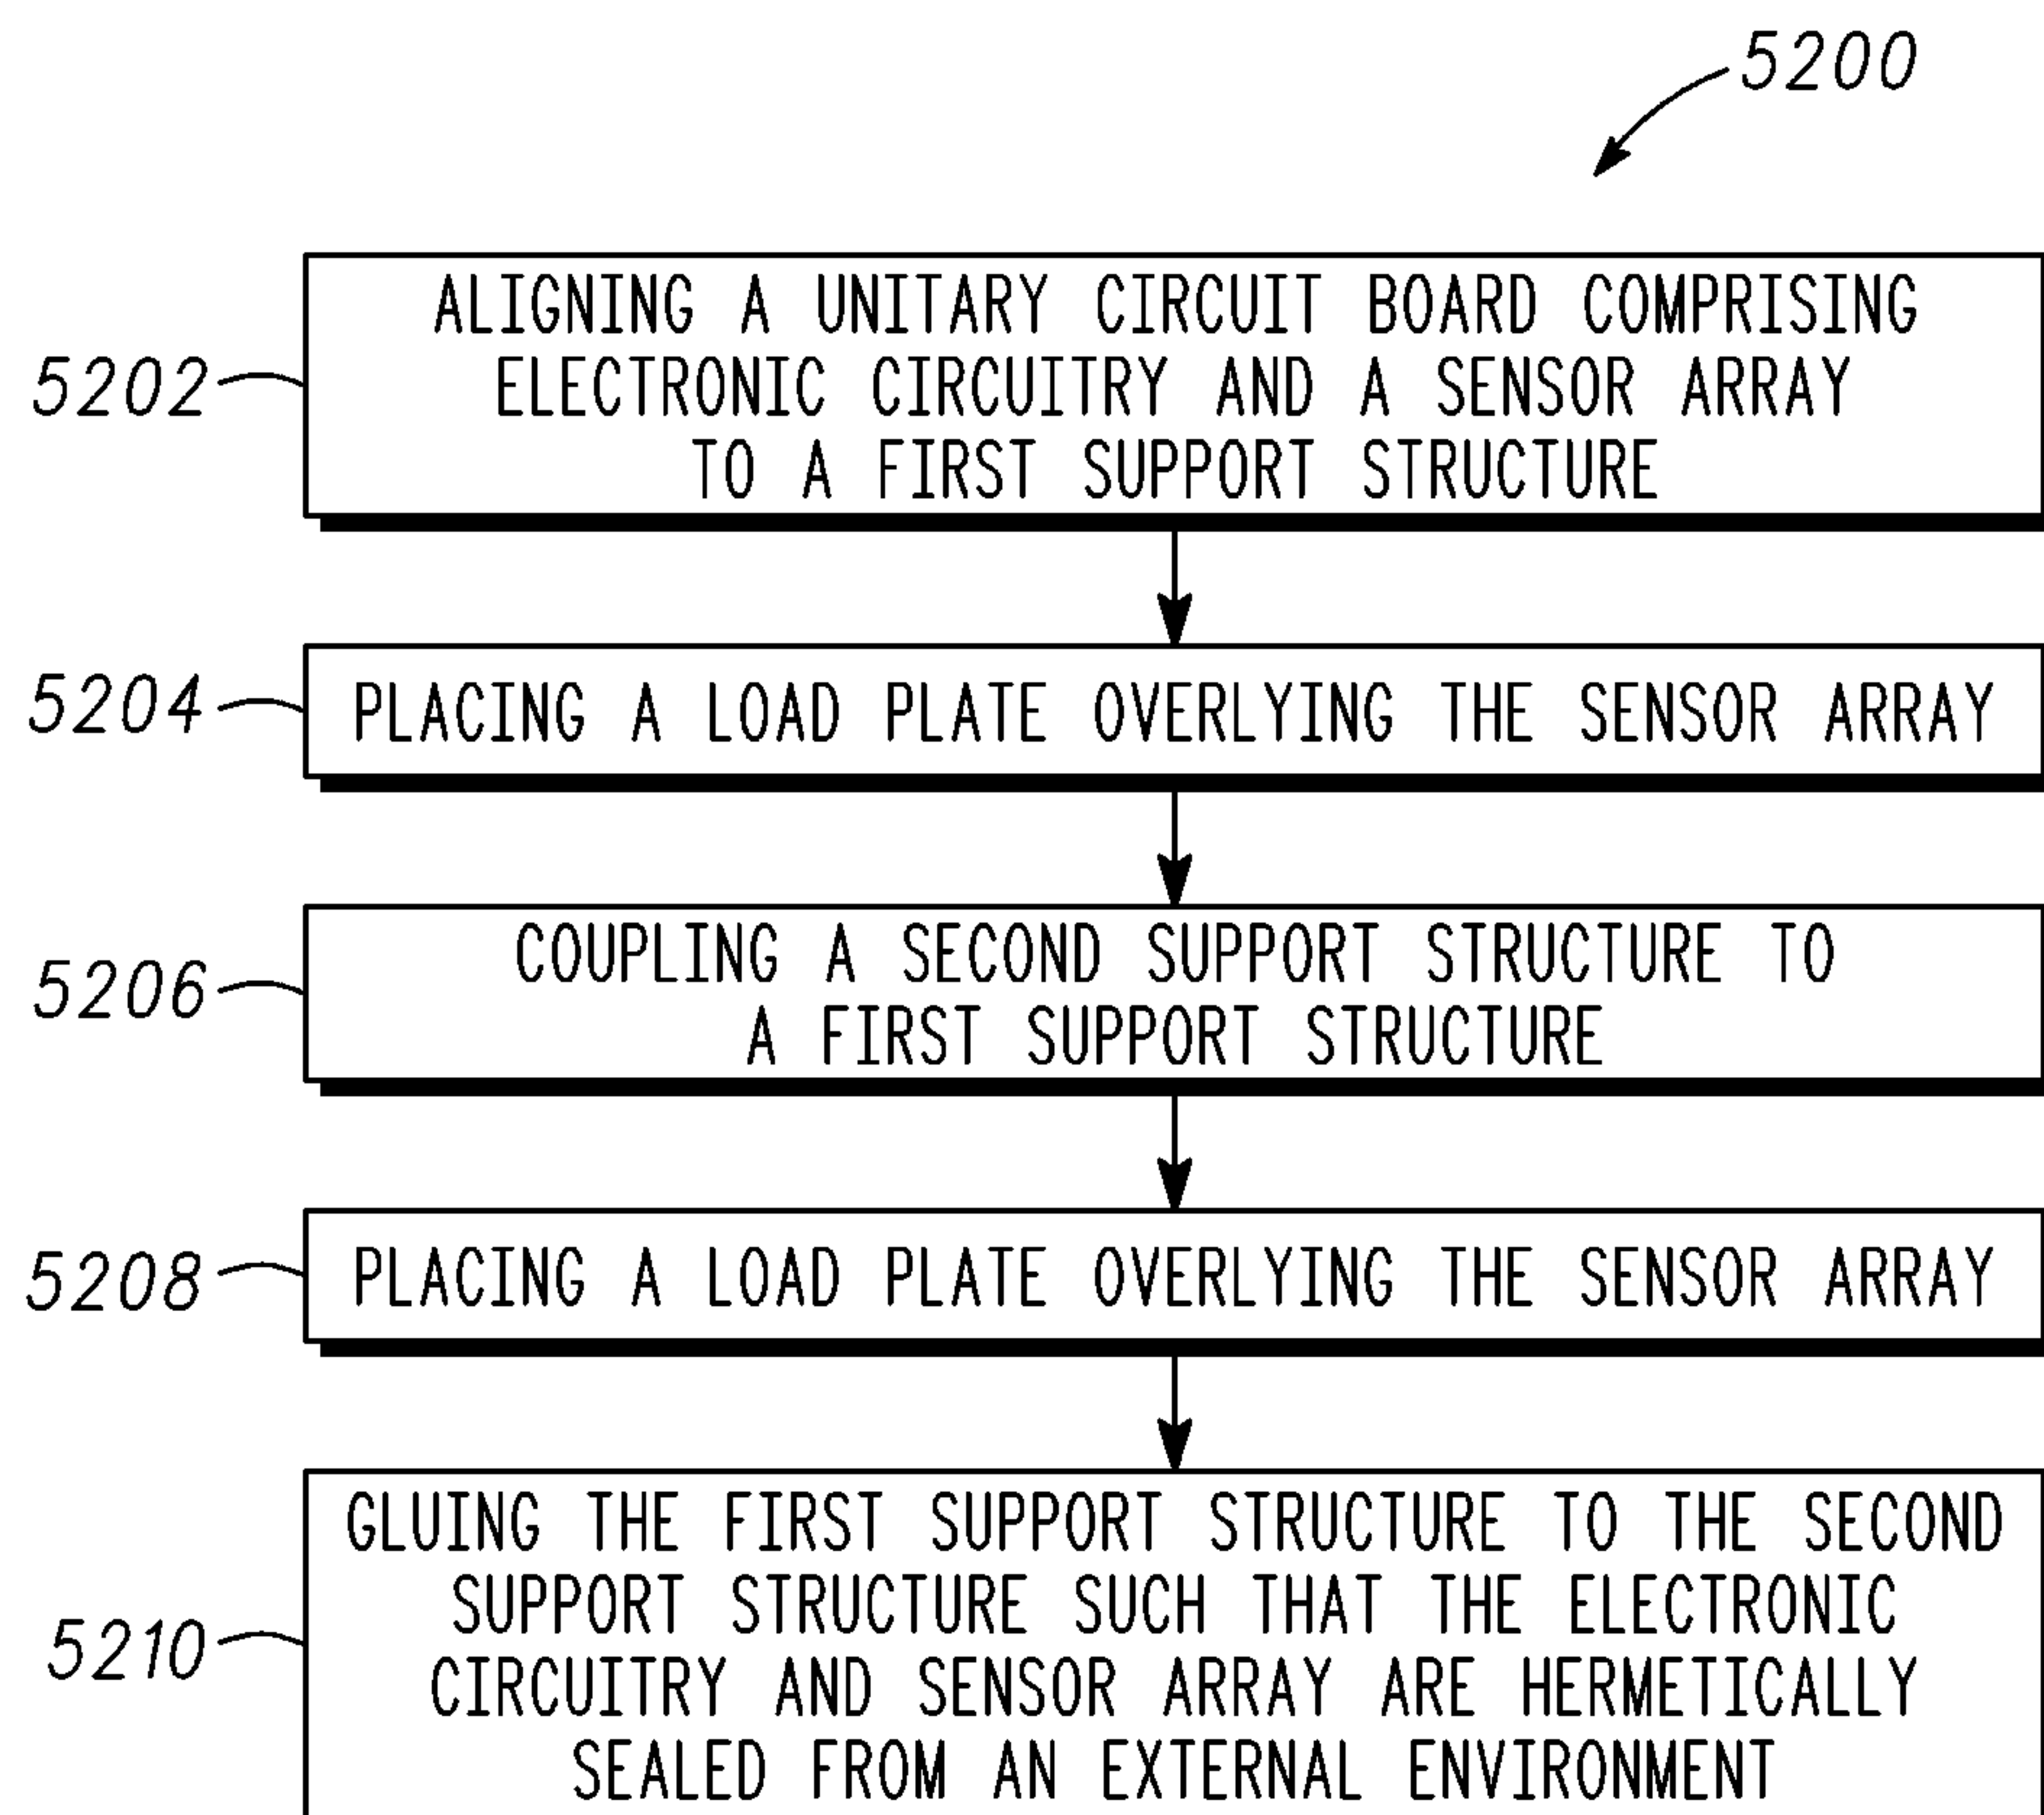 5200
5202
ALIGNING A UNITARY CIRCUIT BOARD COMPRISING
ELECTRONIC CIRCUITRY AND A SENSOR ARRAY
TO A FIRST SUPPORT STRUCTURE
5204
PLACING A LOAD PLATE OVERLYING THE SENSOR ARRAY
5206
COUPLING A SECOND SUPPORT STRUCTURE TO
A FIRST SUPPORT STRUCTURE
5208
PLACING A LOAD PLATE OVERLYING THE SENSOR ARRAY
5210
GLUING THE FIRST SUPPORT STRUCTURE TO THE SECOND
SUPPORT STRUCTURE SUCH THAT THE ELECTRONIC
CIRCUITRY AND SENSOR ARRAY ARE HERMETICALLY
SEALED FROM AN EXTERNAL ENVIRONMENT